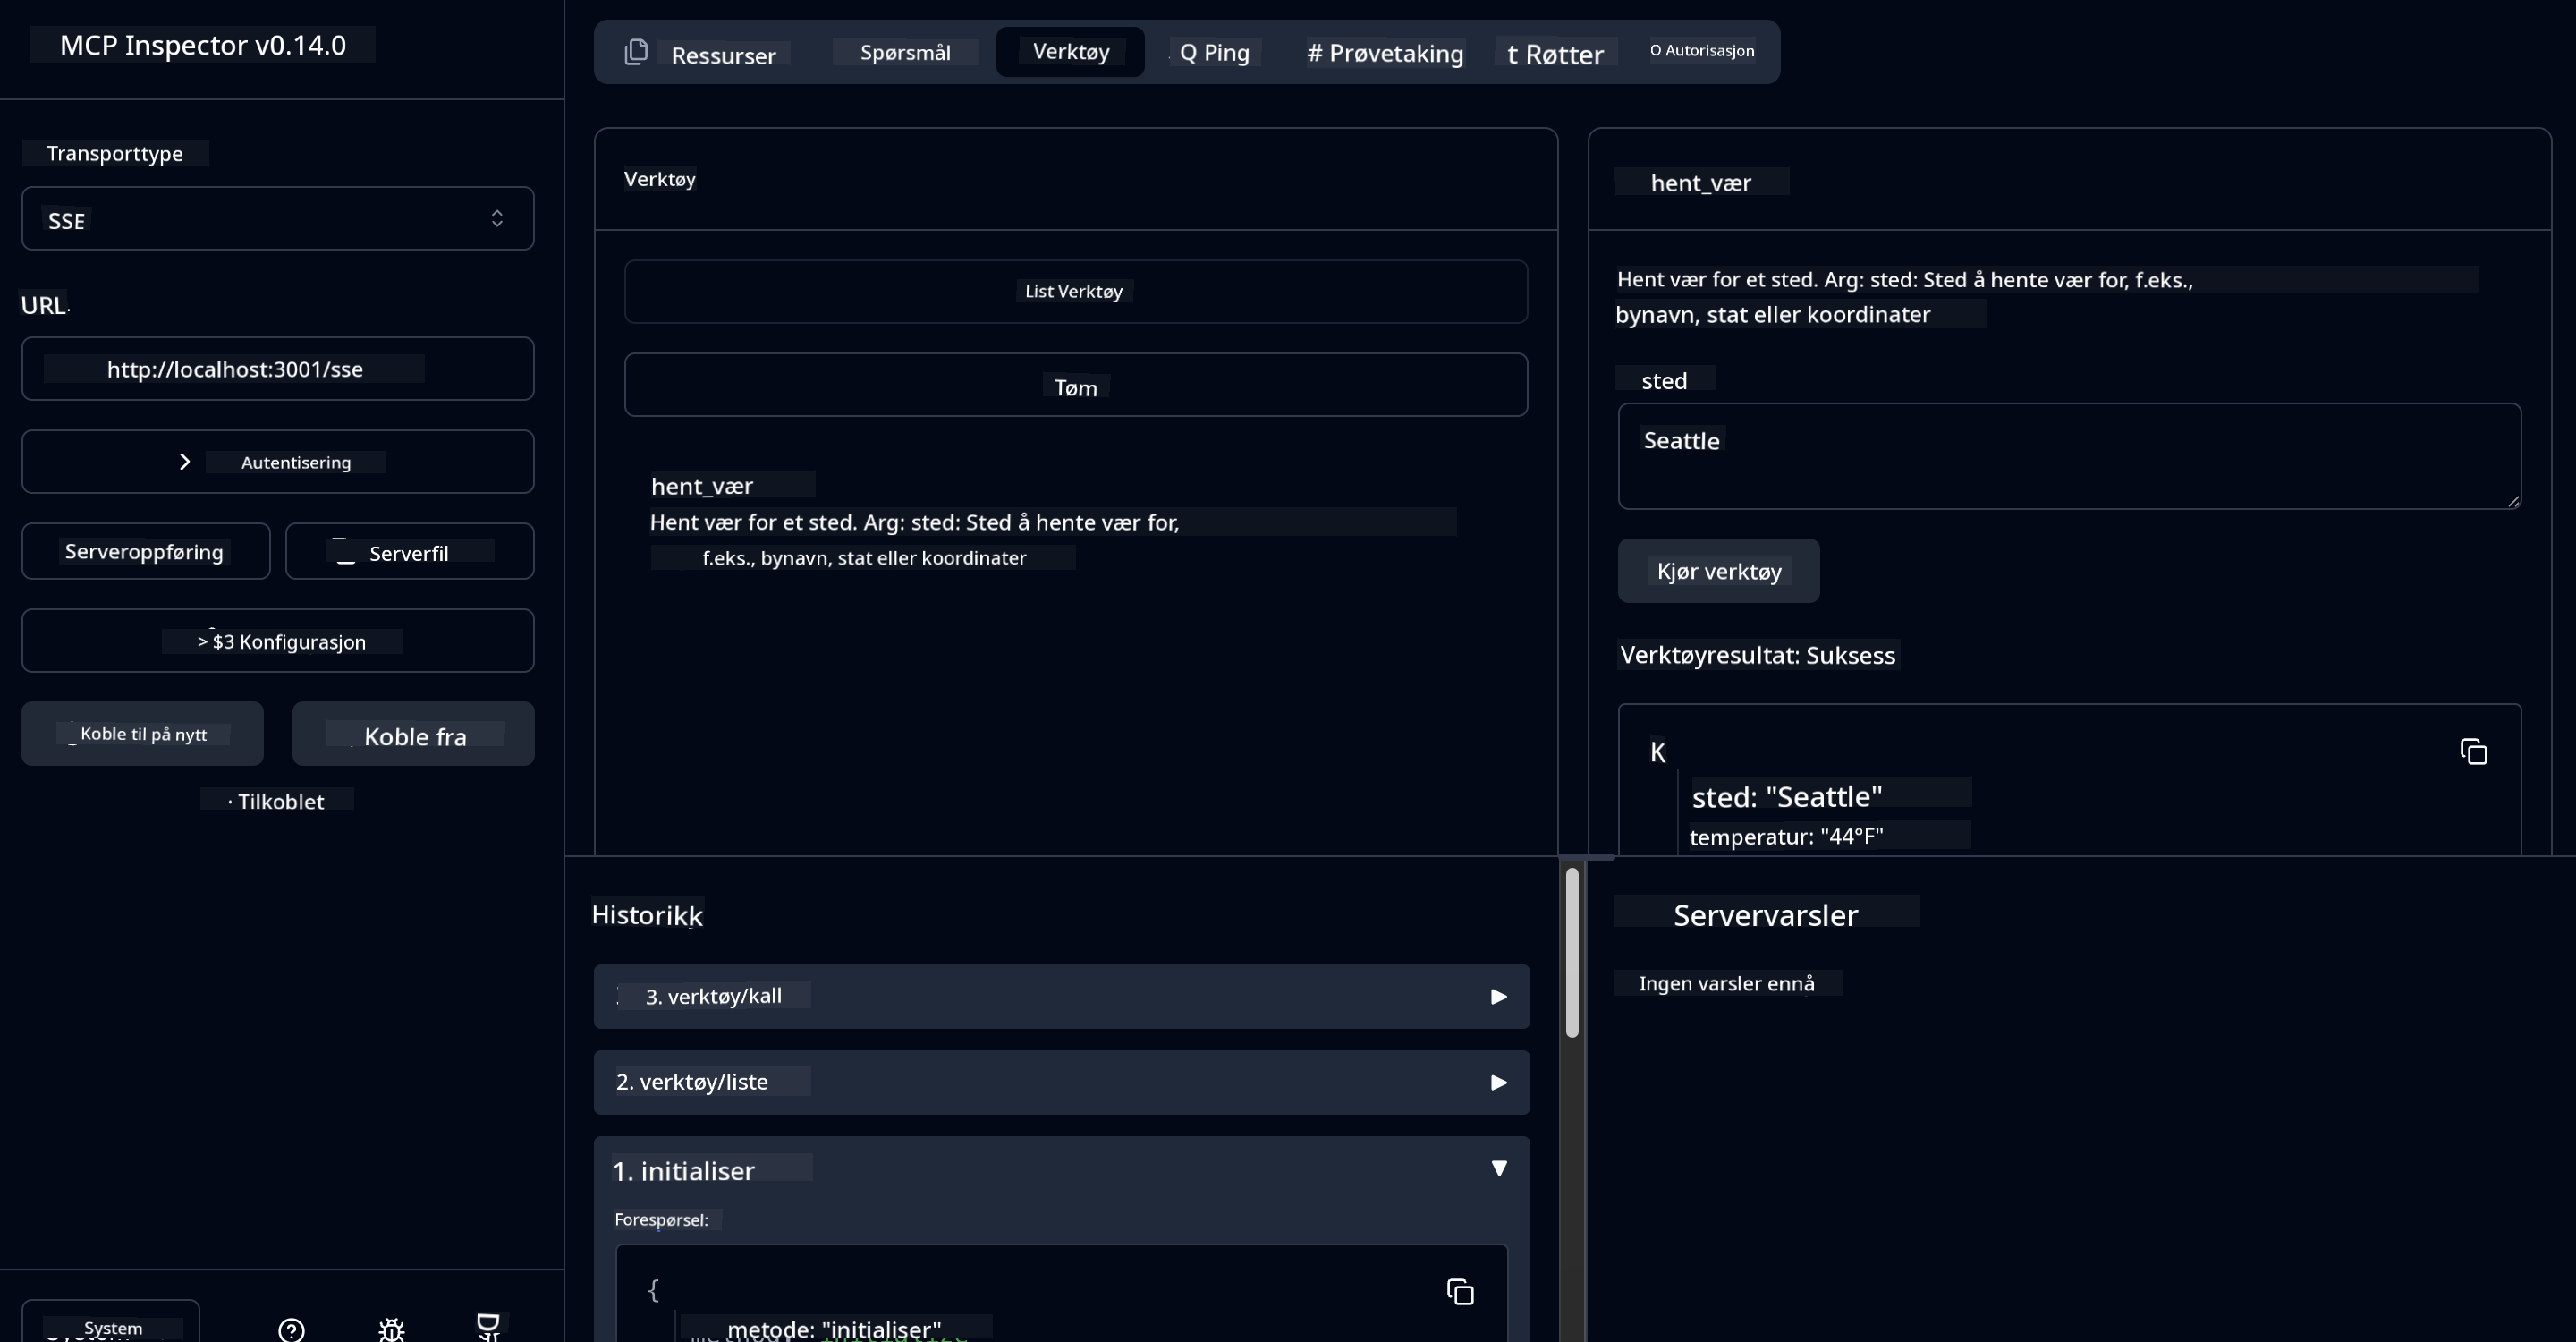 MCP Inspector v0.14.0
Transporttype
SSE
URL
http://localhost:3001/sse
Autentisering
Serveroppføring
Serverfil
> $3 Konfigurasjon
Koble til på nytt
Koble fra
· Tilkoblet
System
Ressurser
Spørsmål
Verktøy
Q Ping
# Prøvetaking
t Røtter
O Autorisasjon
Verktøy
List Verktøy
Tøm
hent_vær
Hent vær for et sted. Arg: sted: Sted å hente vær for,
f.eks., bynavn, stat eller koordinater
hent_vær
Hent vær for et sted. Arg: sted: Sted å hente vær for, f.eks.,
bynavn, stat eller koordinater
sted
Seattle
Kjør verktøy
Verktøyresultat: Suksess
K
sted: "Seattle"
temperatur: "44°F"
Historikk
3. verktøy/kall
2. verktøy/liste
1. initialiser
Forespørsel:
{
metode: "initialiser"
Servervarsler
Ingen varsler ennå